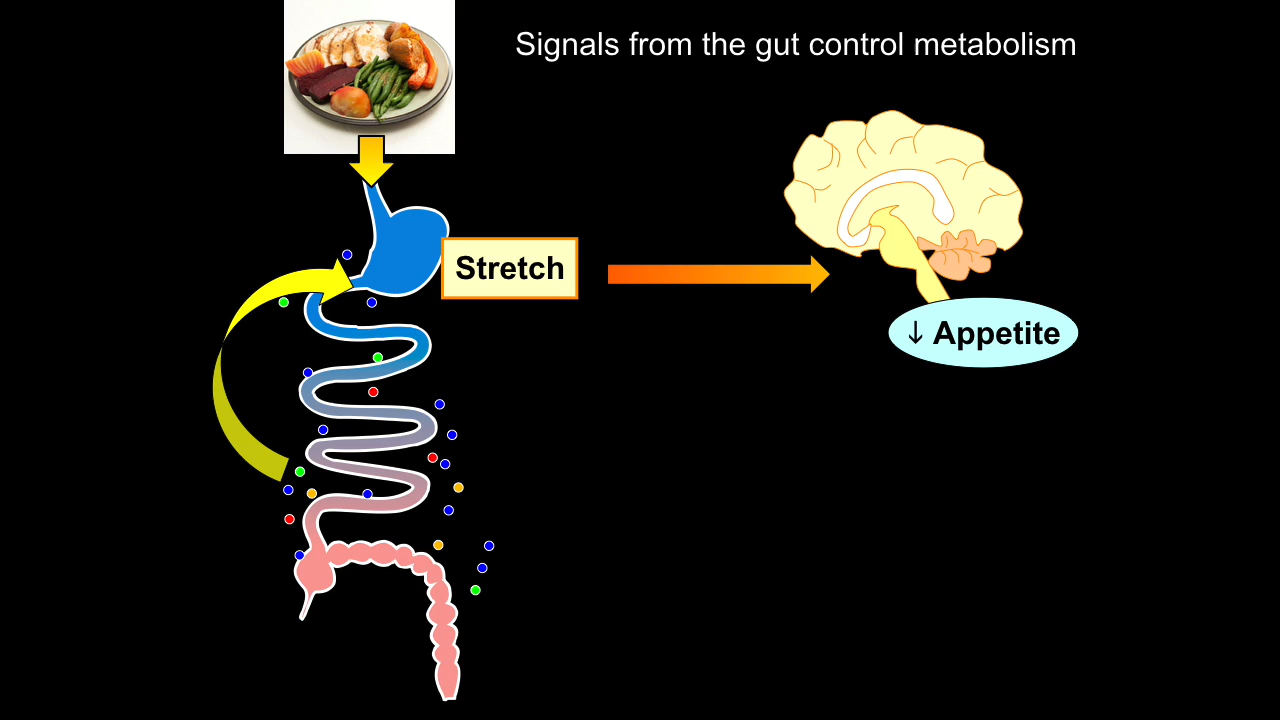 Signals from the gut control metabolism
Stretch
↓ Appetite